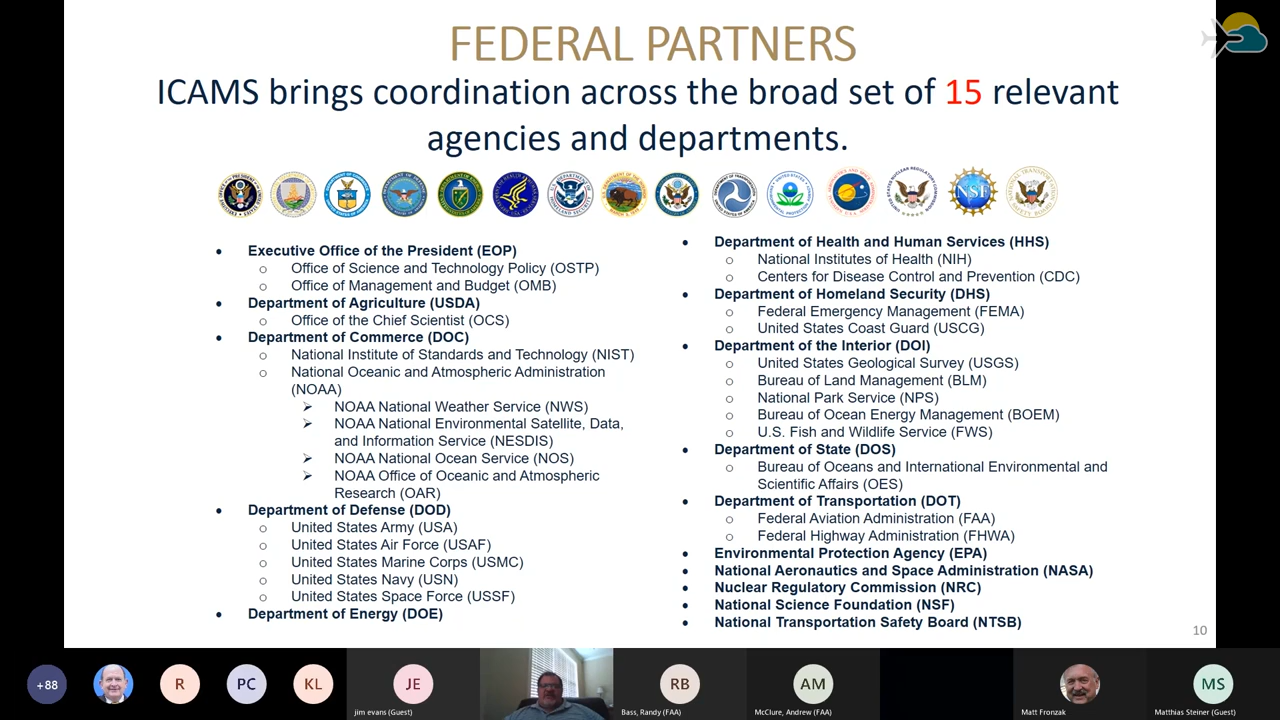 FEDERAL PARTNERS
ICAMS brings coordination across the broad set of 15 relevant
agencies and departments.
NSF
• Executive Office of the President (EOP)
o Office of Science and Technology Policy (OSTP)
o Office of Management and Budget (OMB)
• Department of Agriculture (USDA)
o Office of the Chief Scientist (OCS)
• Department of Commerce (DOC)
o National Institute of Standards and Technology (NIST)
o National Oceanic and Atmospheric Administration
(NOAA)
➢ NOAA National Weather Service (NWS)
➢ NOAA National Environmental Satellite, Data,
and Information Service (NESDIS)
➢ NOAA National Ocean Service (NOS)
➢ NOAA Office of Oceanic and Atmospheric
Research (OAR)
• Department of Defense (DOD)
o United States Army (USA)
o United States Air Force (USAF)
o United States Marine Corps (USMC)
o United States Navy (USN)
o United States Space Force (USSF)
• Department of Energy (DOE)
• Department of Health and Human Services (HHS)
o National Institutes of Health (NIH)
o Centers for Disease Control and Prevention (CDC)
• Department of Homeland Security (DHS)
o Federal Emergency Management (FEMA)
o United States Coast Guard (USCG)
• Department of the Interior (DOI)
o United States Geological Survey (USGS)
o Bureau of Land Management (BLM)
o National Park Service (NPS)
o Bureau of Ocean Energy Management (BOEM)
o U.S. Fish and Wildlife Service (FWS)
• Department of State (DOS)
o Bureau of Oceans and International Environmental and
Scientific Affairs (OES)
• Department of Transportation (DOT)
o Federal Aviation Administration (FAA)
o Federal Highway Administration (FHWA)
• Environmental Protection Agency (EPA)
• National Aeronautics and Space Administration (NASA)
• Nuclear Regulatory Commission (NRC)
• National Science Foundation (NSF)
• National Transportation Safety Board (NTSB)
10
+88
R
PC
KL
JE
jim evans (Guest)
RB
Bass, Randy (FAA)
AM
McClure, Andrew (FAA)
Matt Fronzak
MS
Matthias Steiner (Guest)